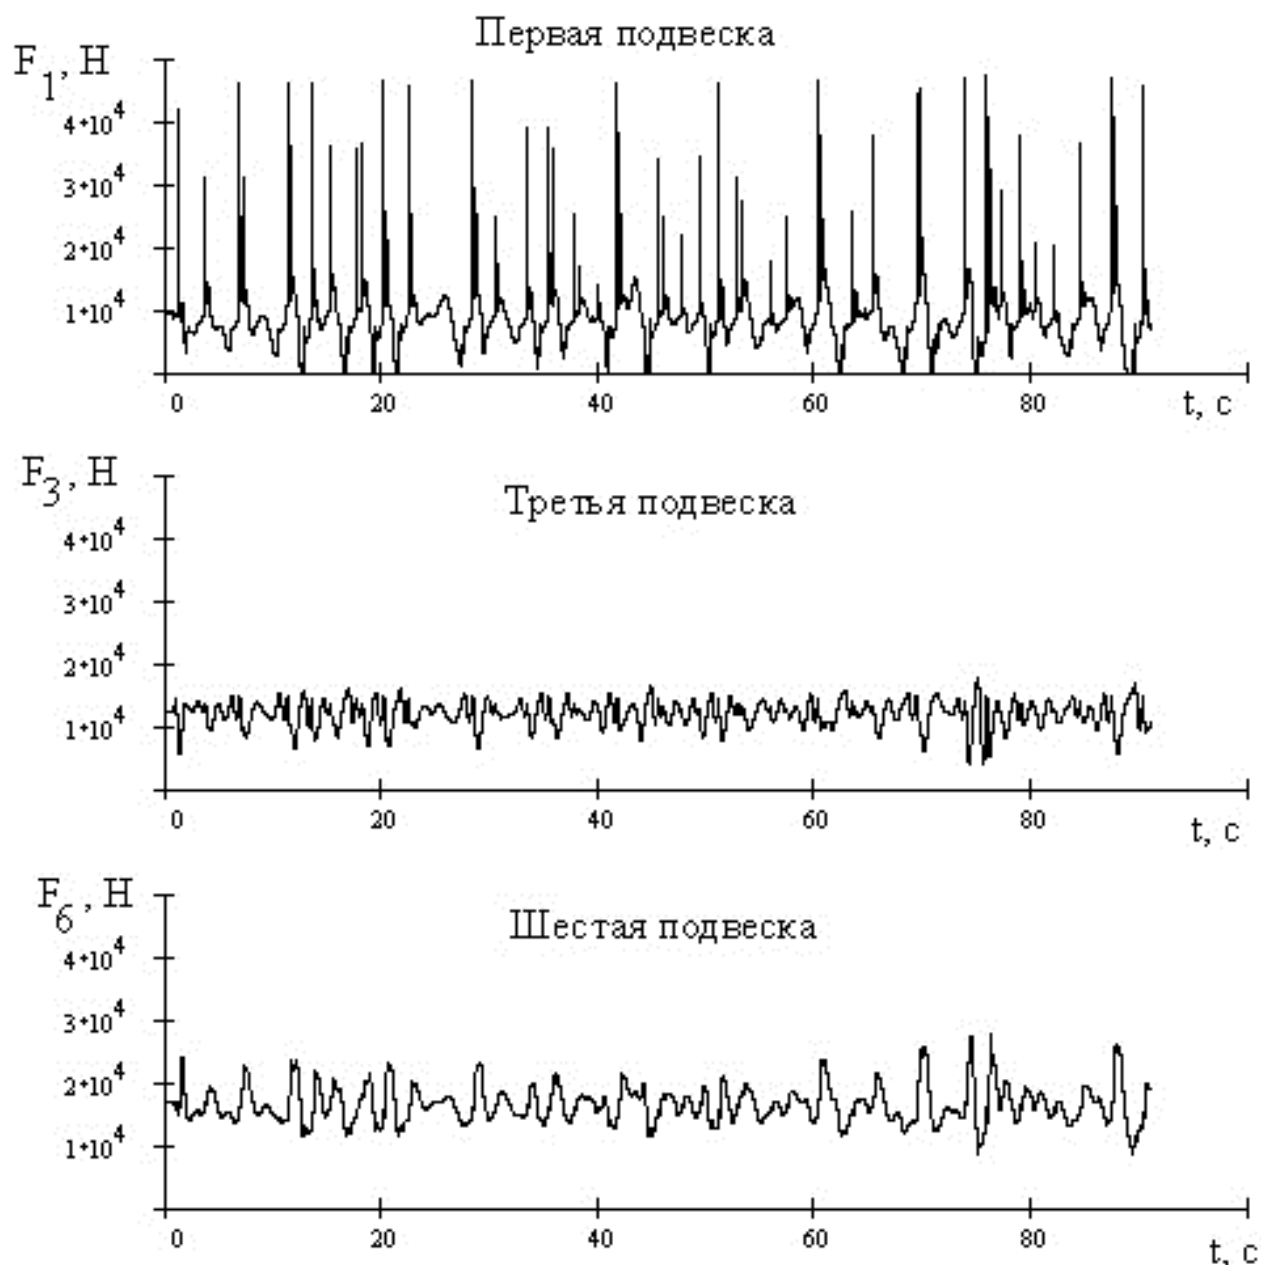 Первая подвеска
F1, Н
4•10^4
3•10^4
2•10^4
1•10^4
0 20 40 60 80
t, с
F3, Н
Третья подвеска
4•10^4
3•10^4
2•10^4
1•10^4
0 20 40 60 80
t, с
F6, Н
Шестая подвеска
4•10^4
3•10^4
2•10^4
1•10^4
0 20 40 60 80
t, с